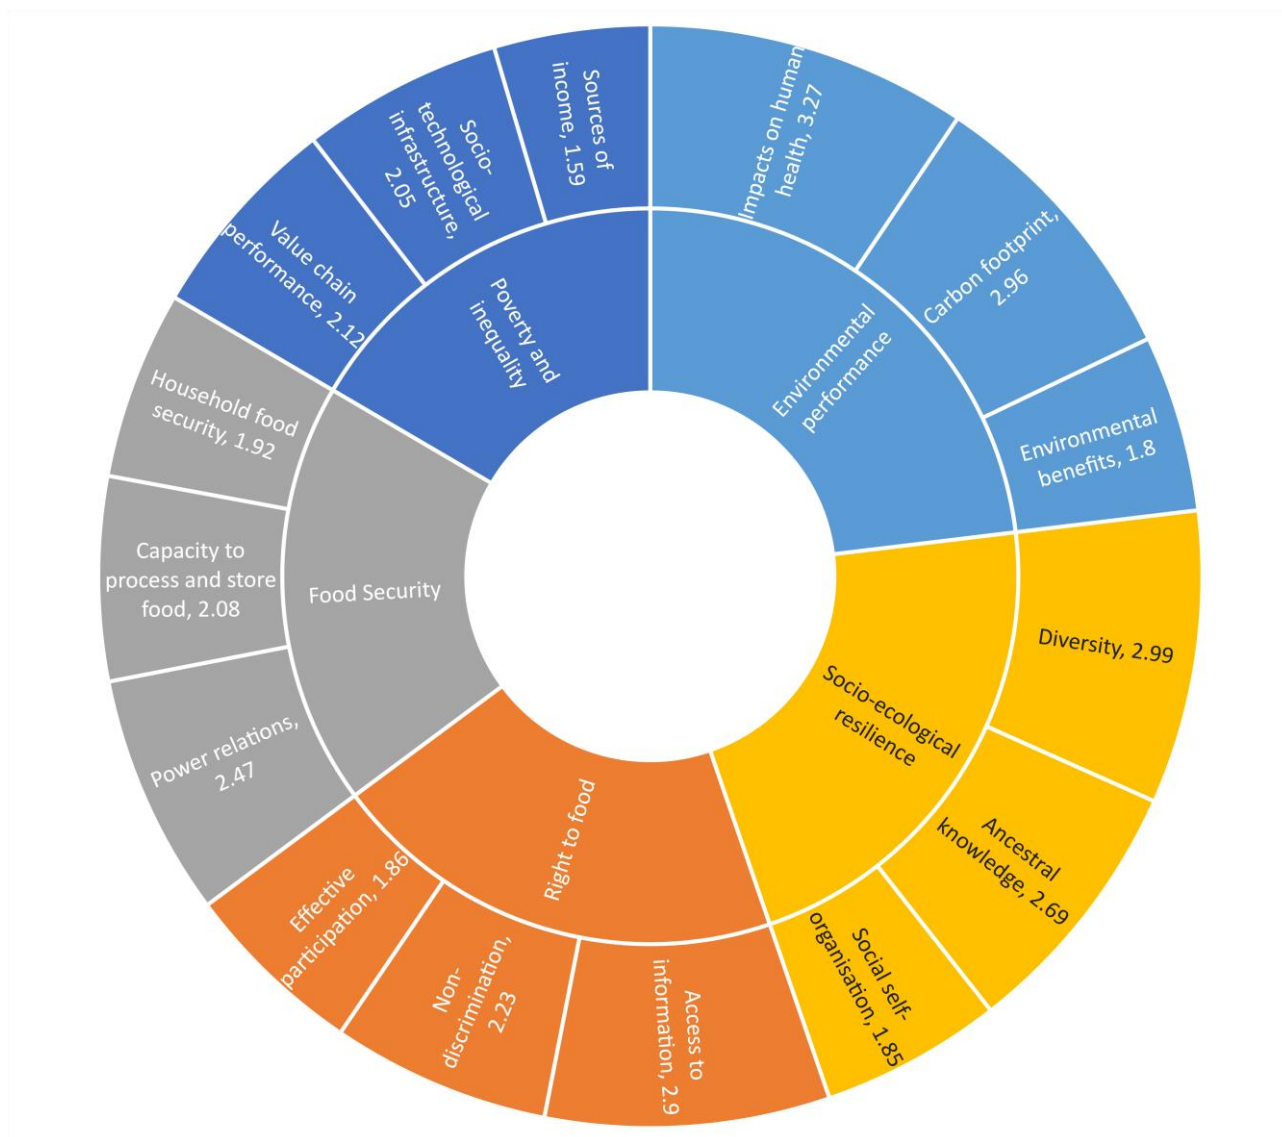 Impacts on human
health, 3.27
Carbon footprint,
2.96
Environmental
benefits, 1.8
Environmental
performance
Diversity, 2.99
Ancestral
knowledge, 2.69
Social self-
organisation, 1.85
Socio-ecological
resilience
Access to
information, 2.9
Non-
discrimination,
2.23
Effective
participation, 1.86
Right to food
Power relations,
2.47
Capacity to
process and store
food, 2.08
Household food
security, 1.92
Food Security
Value chain
performance, 2.12
Socio-
technological
infrastructure,
2.05
Sources of
income, 1.59
Poverty and
inequality